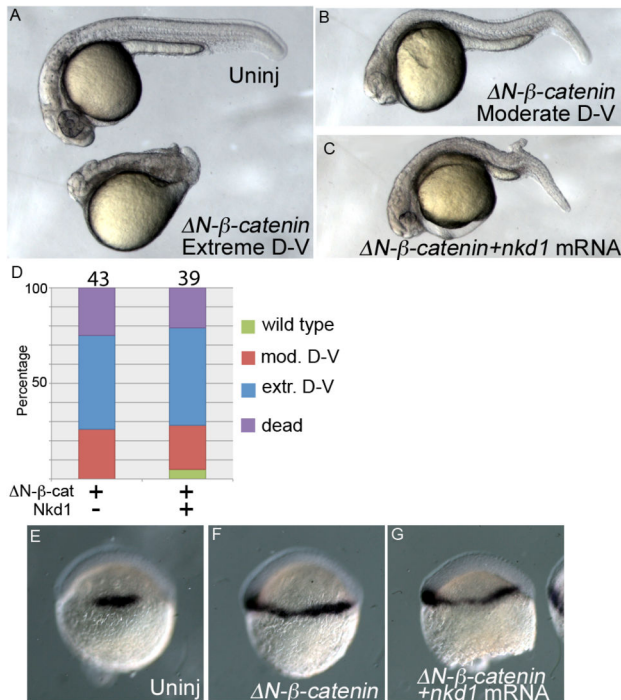 A
Uninj
ΔN-β-catenin
Extreme D-V
B
ΔN-β-catenin
Moderate D-V
C
ΔN-β-catenin+nkd1 mRNA
D
43 39
100
50
Percentage
wild type
mod. D-V
extr. D-V
dead
ΔN-β-cat + +
Nkd1 - +
E
Uninj
F
ΔN-β-catenin
G
ΔN-β-catenin
+nkd1 mRNA